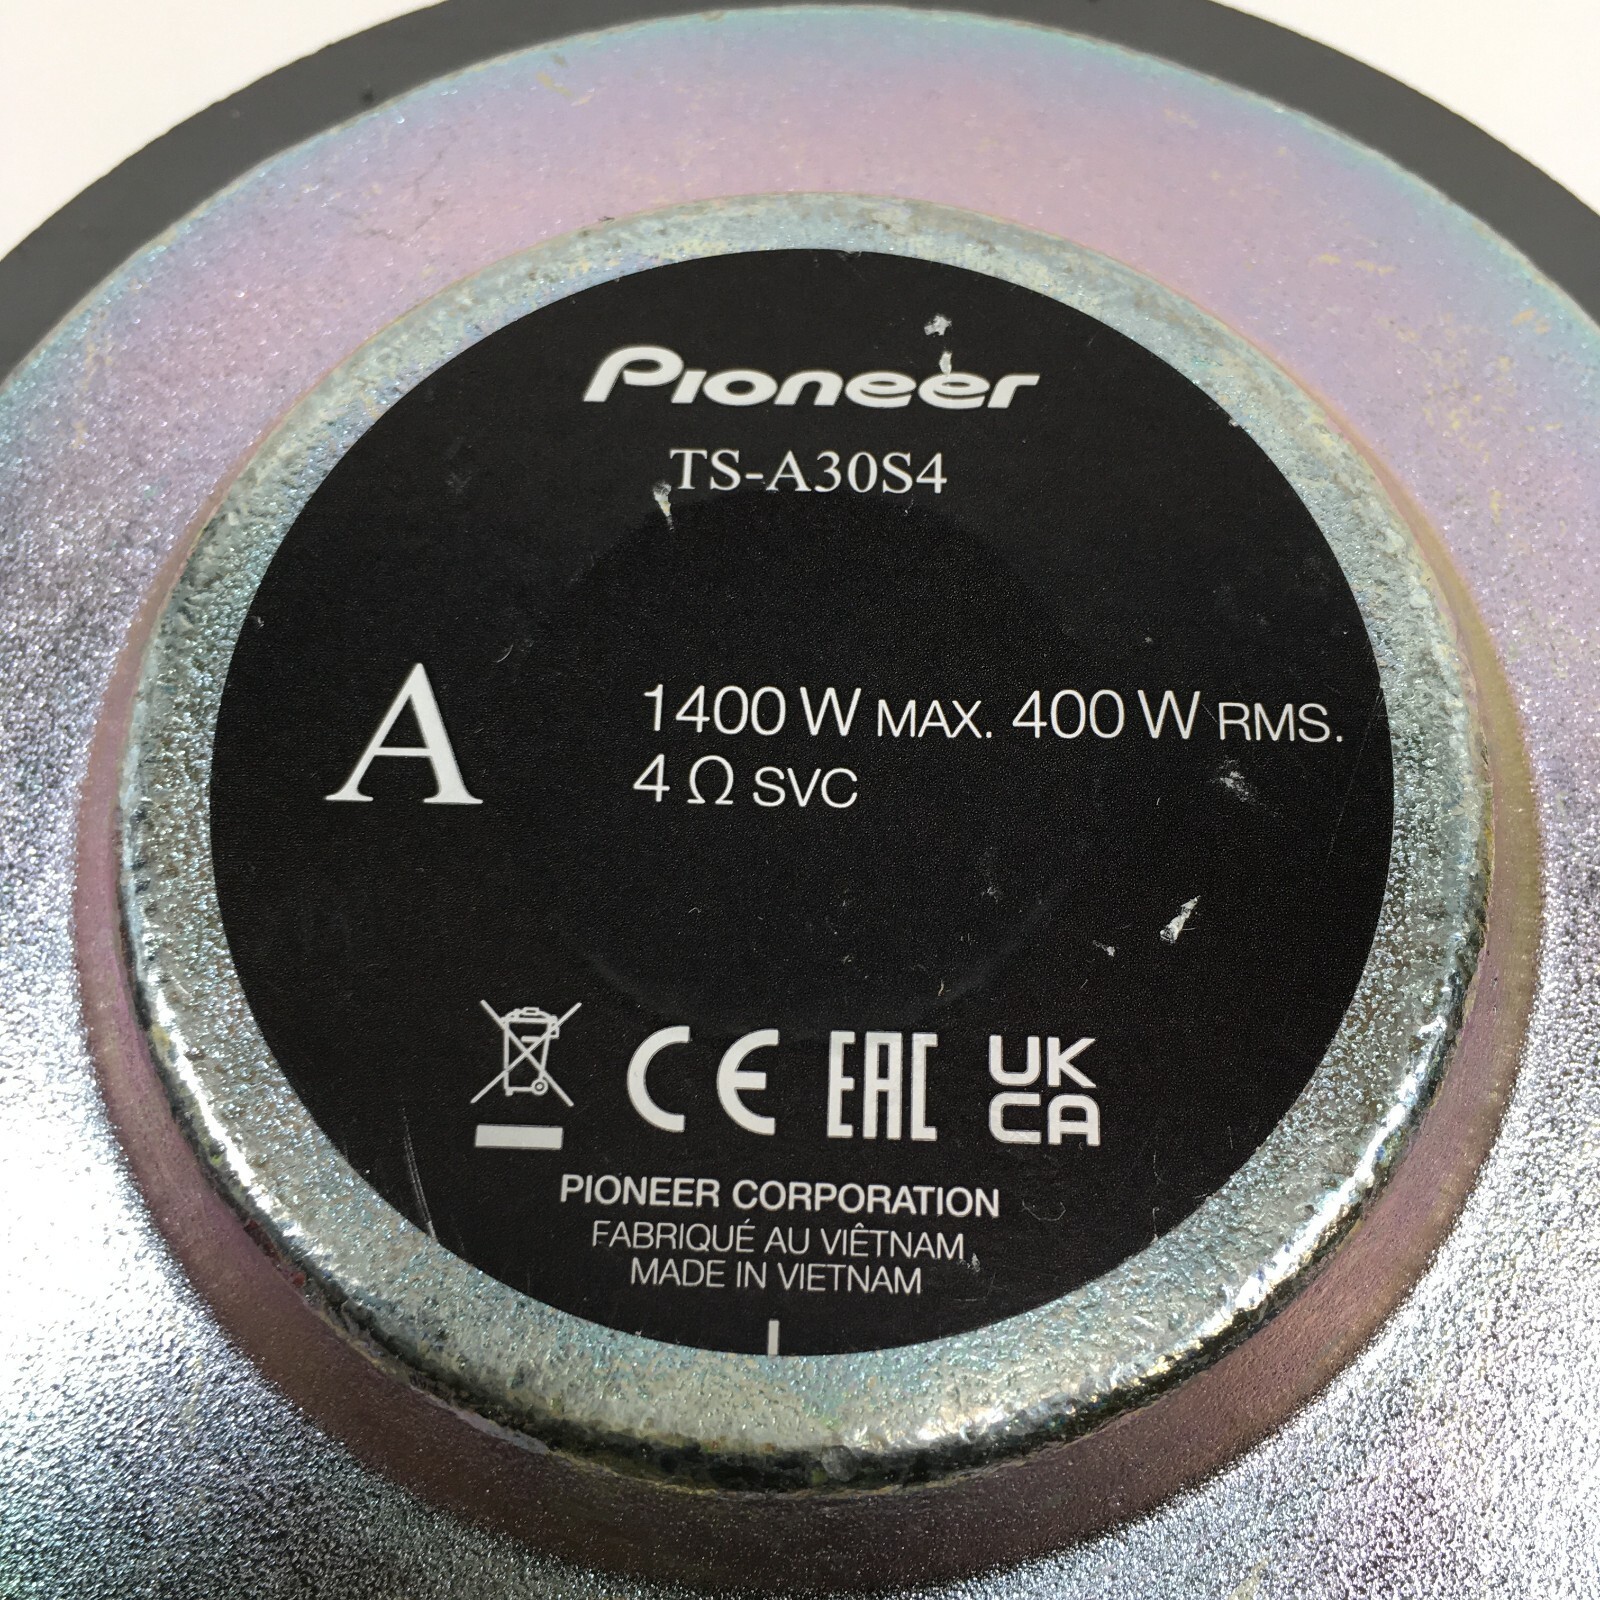 Pioneer
TS-A30S4
A
1400 W MAX. 400 W RMS.
4 Ω SVC
CE EAC UK
CA
PIONEER CORPORATION
FABRIQUÉ AU VIÊTNAM
MADE IN VIETNAM